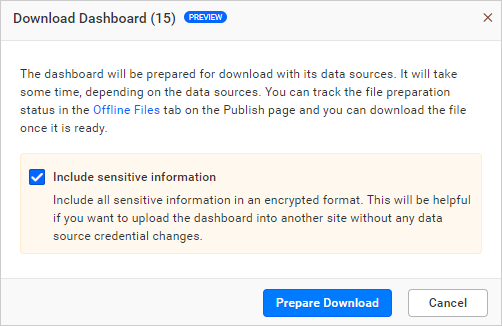 Download Dashboard (15) PREVIEW
The dashboard will be prepared for download with its data sources. It will take
some time, depending on the data sources. You can track the file preparation
status in the Offline Files tab on the Publish page and you can download the file
once it is ready.
Include sensitive information
Include all sensitive information in an encrypted format. This will be helpful
if you want to upload the dashboard into another site without any data
source credential changes.
Prepare Download Cancel